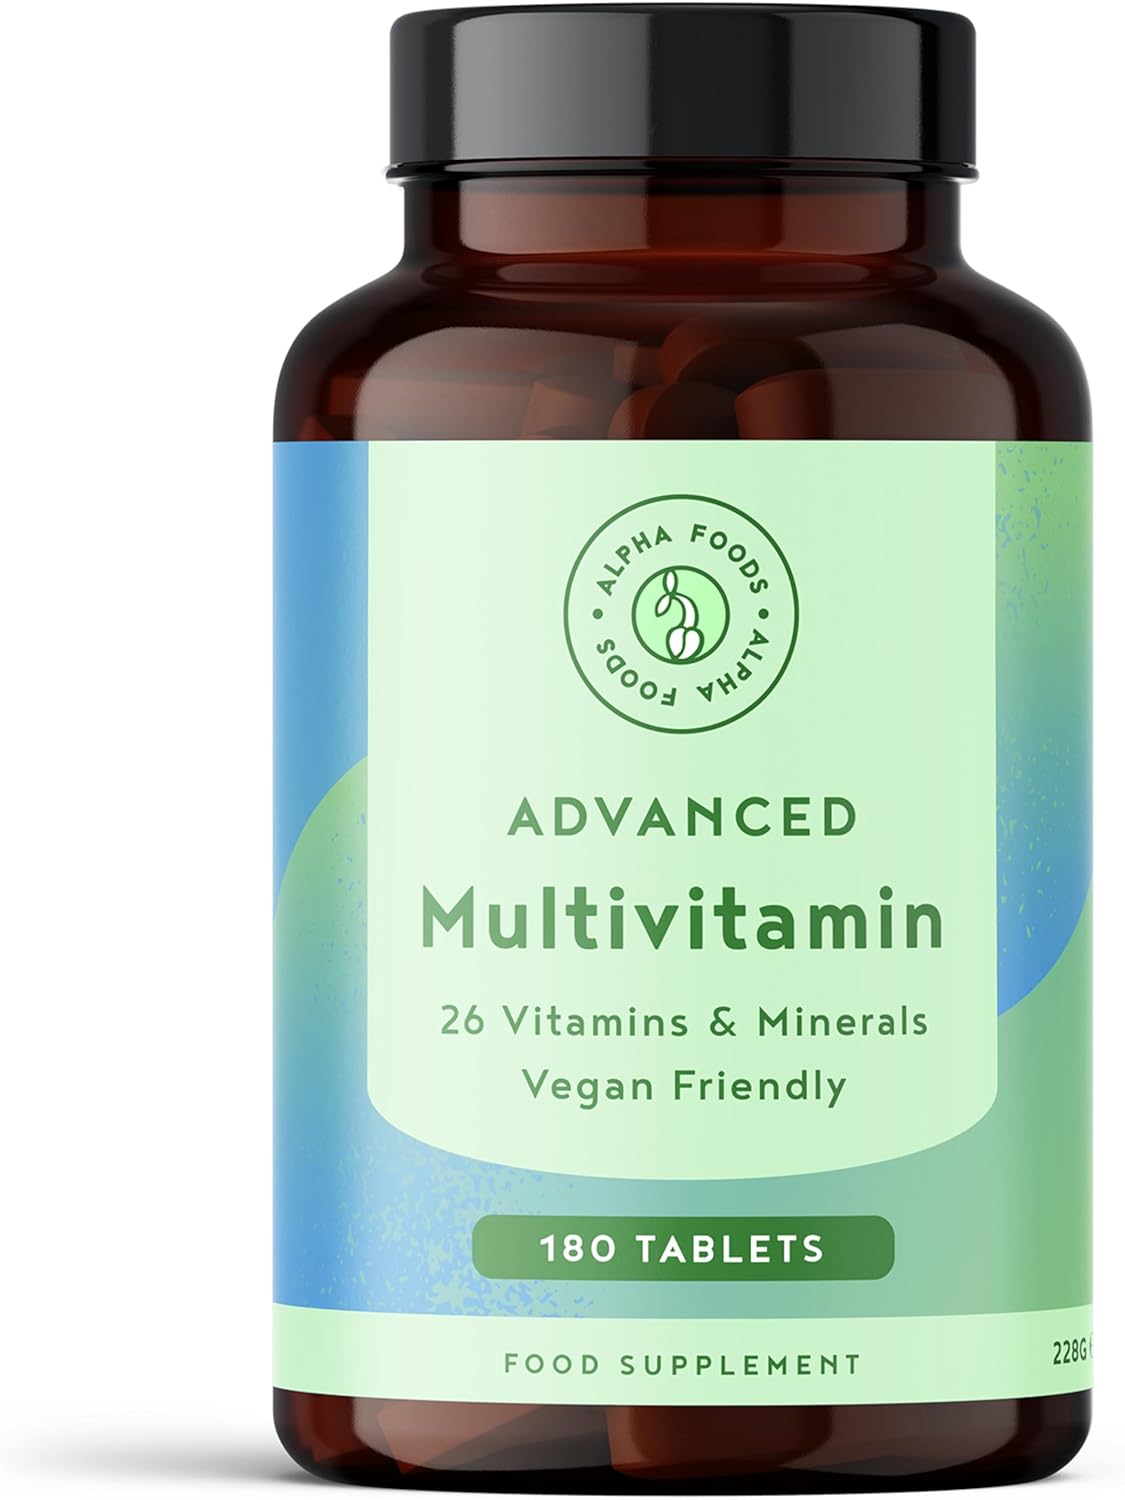 ALPHA FOODS • ALPHA FOODS •
ADVANCED
Multivitamin
26 Vitamins & Minerals
Vegan Friendly
180 TABLETS
FOOD SUPPLEMENT
228G